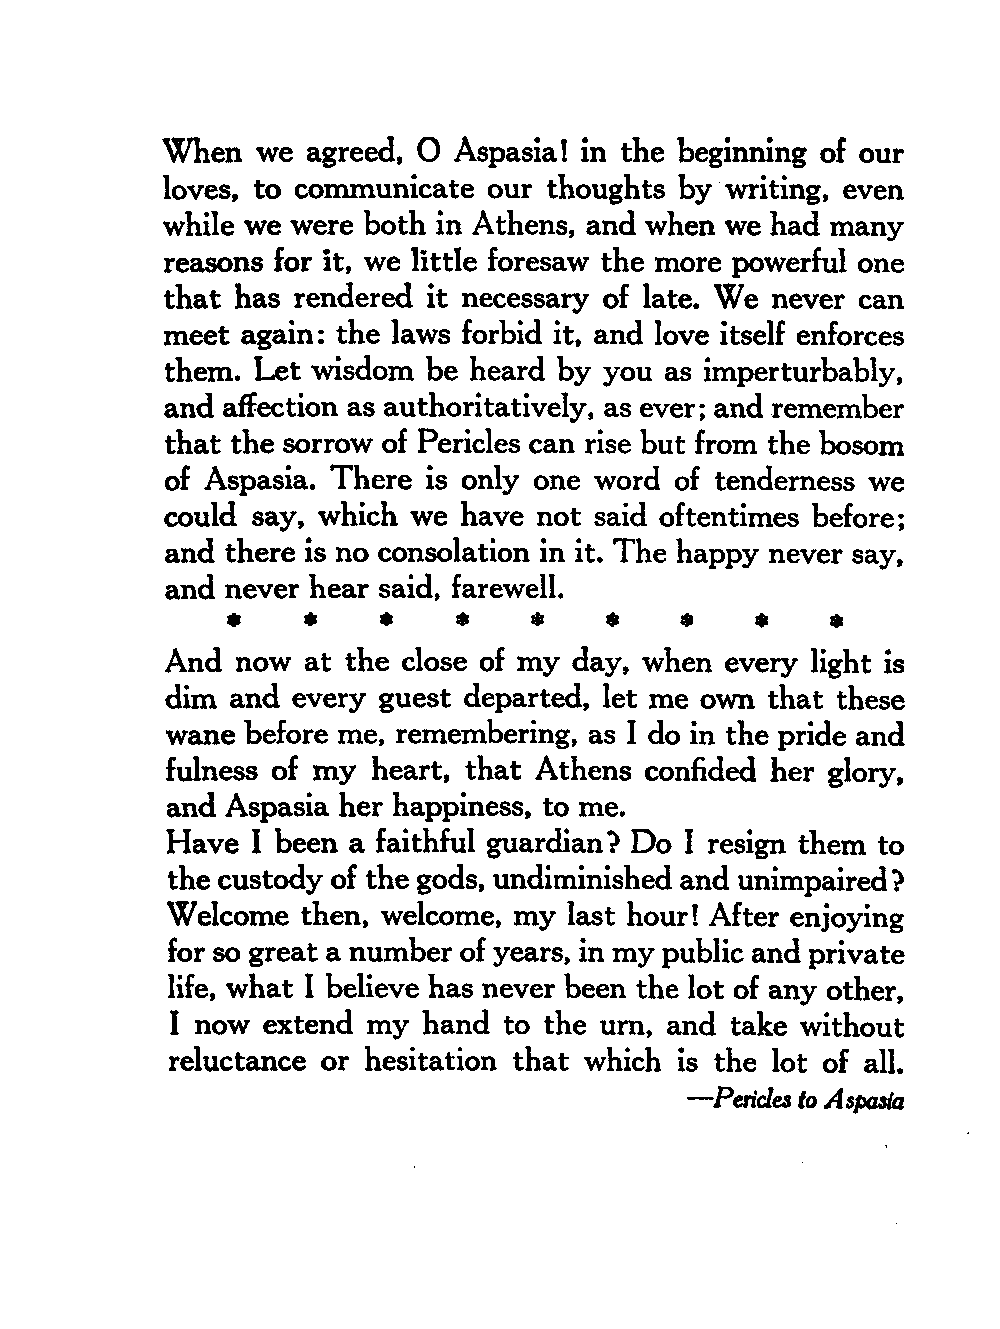 When we agreed, O Aspasia! in the beginning of our
loves, to communicate our thoughts by writing, even
while we were both in Athens, and when we had many
reasons for it, we little foresaw the more powerful one
that has rendered it necessary of late. We never can
meet again: the laws forbid it, and love itself enforces
them. Let wisdom be heard by you as imperturbably,
and affection as authoritatively, as ever; and remember
that the sorrow of Pericles can rise but from the bosom
of Aspasia. There is only one word of tenderness we
could say, which we have not said oftentimes before;
and there is no consolation in it. The happy never say,
and never hear said, farewell.
* * * * * * * * *
And now at the close of my day, when every light is
dim and every guest departed, let me own that these
wane before me, remembering, as I do in the pride and
fulness of my heart, that Athens confided her glory,
and Aspasia her happiness, to me.
Have I been a faithful guardian? Do I resign them to
the custody of the gods, undiminished and unimpaired?
Welcome then, welcome, my last hour! After enjoying
for so great a number of years, in my public and private
life, what I believe has never been the lot of any other,
I now extend my hand to the urn, and take without
reluctance or hesitation that which is the lot of all.
—Pericles to Aspasia